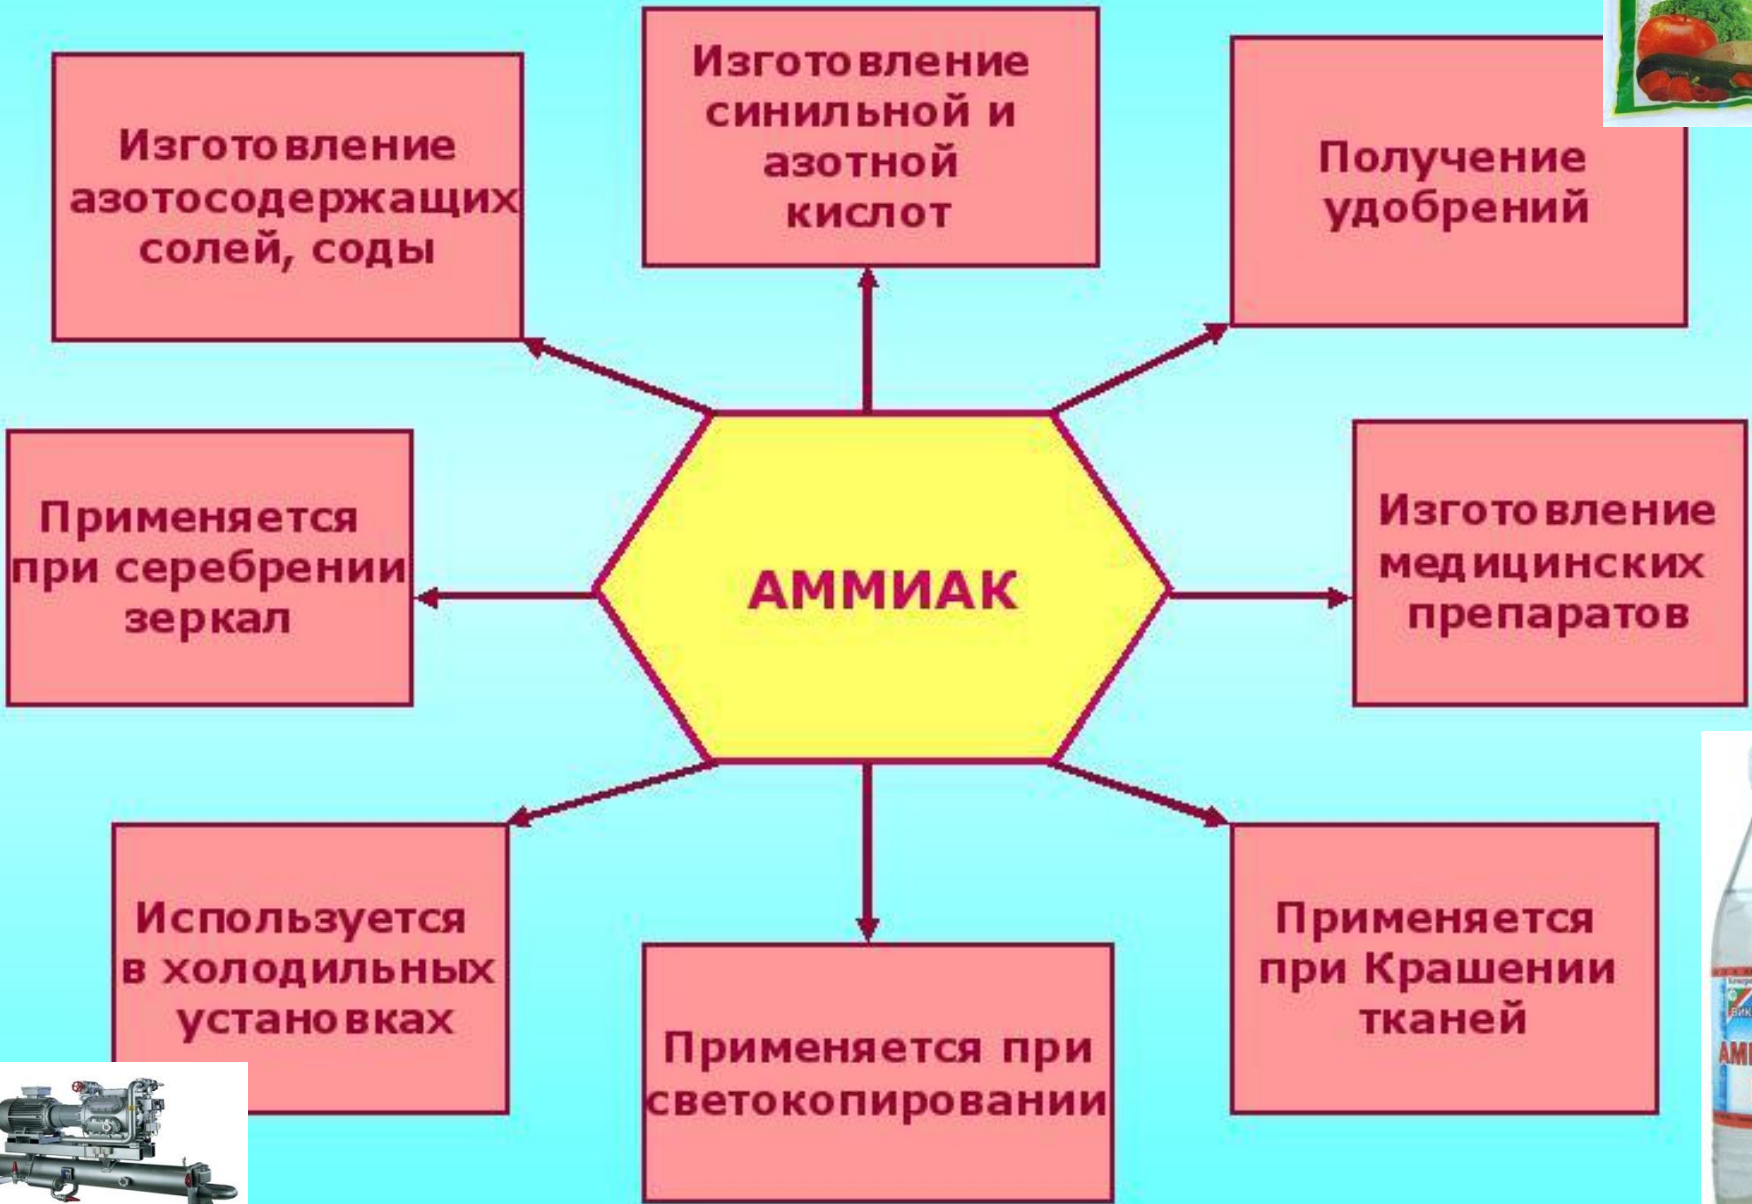 Изготовление
синильной и
азотной
кислот
Изготовление
азотосодержащих
солей, соды
Получение
удобрений
Применяется
при серебрении
зеркал
АММИАК
Изготовление
медицинских
препаратов
Используется
в холодильных
установках
Применяется при
светокопировании
Применяется
при Крашении
тканей